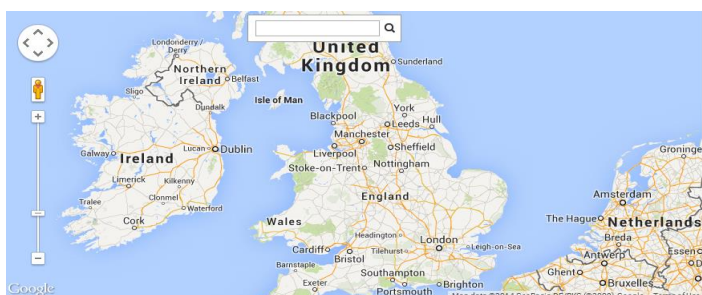 Londonderry /
Derry
United
Kingdom
Sunderland
Northern
Ireland
Belfast
Sligo
Isle of Man
Dundalk
York
Hull
Blackpool
Leeds
Manchester
Galway
Ireland
Lucan
Dublin
Liverpool
Sheffield
Groninge
Stoke-on-Trent
Nottingham
Limerick
Kilkenny
England
Amsterdam
Tralee
Clonmel
Waterford
The Hague
Netherlands
Cork
Wales
Headington
London
Breda
Cardiff
Tilehurst
Leigh-on-Sea
Bristol
Antwerp
Essen
Barnstaple
Southampton
Ghent
Exeter
Brighton
Bruxelles
Google
Portsmouth